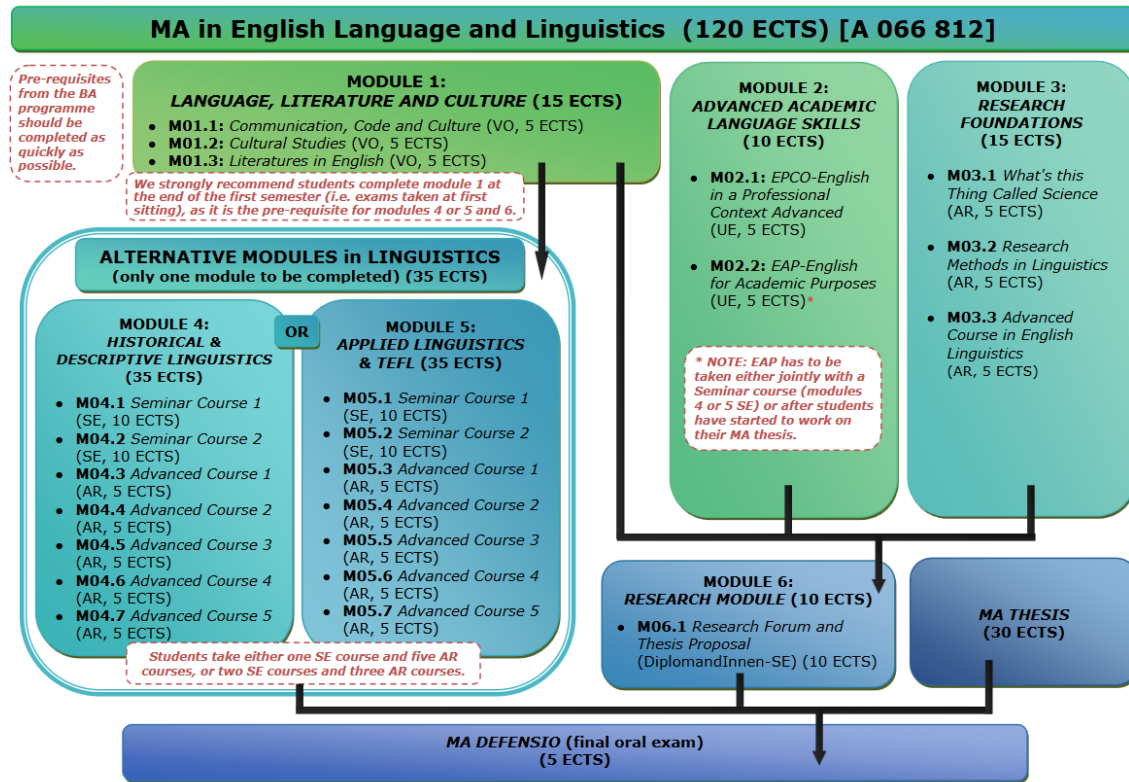 MA in English Language and Linguistics (120 ECTS) [A 066 812]
Pre-requisites
from the BA
programme
should be
completed as
quickly as
possible.
MODULE 1:
LANGUAGE, LITERATURE AND CULTURE (15 ECTS)
• M01.1: Communication, Code and Culture (VO, 5 ECTS)
• M01.2: Cultural Studies (VO, 5 ECTS)
• M01.3: Literatures in English (VO, 5 ECTS)
We strongly recommend students complete module 1 at
the end of the first semester (i.e. exams taken at first
sitting), as it is the pre-requisite for modules 4 or 5 and 6.
MODULE 2:
ADVANCED ACADEMIC
LANGUAGE SKILLS
(10 ECTS)
• M02.1: EPCO-English
in a Professional
Context Advanced
(UE, 5 ECTS)
• M02.2: EAP-English
for Academic Purposes
(UE, 5 ECTS)*
* NOTE: EAP has to be
taken either jointly with a
Seminar course (modules
4 or 5 SE) or after students
have started to work on
their MA thesis.
MODULE 3:
RESEARCH
FOUNDATIONS
(15 ECTS)
• M03.1 What's this
Thing Called Science
(AR, 5 ECTS)
• M03.2 Research
Methods in Linguistics
(AR, 5 ECTS)
• M03.3 Advanced
Course in English
Linguistics
(AR, 5 ECTS)
ALTERNATIVE MODULES in LINGUISTICS
(only one module to be completed) (35 ECTS)
MODULE 4:
HISTORICAL &
DESCRIPTIVE LINGUISTICS
(35 ECTS)
• M04.1 Seminar Course 1
(SE, 10 ECTS)
• M04.2 Seminar Course 2
(SE, 10 ECTS)
• M04.3 Advanced Course 1
(AR, 5 ECTS)
• M04.4 Advanced Course 2
(AR, 5 ECTS)
• M04.5 Advanced Course 3
(AR, 5 ECTS)
• M04.6 Advanced Course 4
(AR, 5 ECTS)
• M04.7 Advanced Course 5
(AR, 5 ECTS)
OR
MODULE 5:
APPLIED LINGUISTICS
& TEFL (35 ECTS)
• M05.1 Seminar Course 1
(SE, 10 ECTS)
• M05.2 Seminar Course 2
(SE, 10 ECTS)
• M05.3 Advanced Course 1
(AR, 5 ECTS)
• M05.4 Advanced Course 2
(AR, 5 ECTS)
• M05.5 Advanced Course 3
(AR, 5 ECTS)
• M05.6 Advanced Course 4
(AR, 5 ECTS)
• M05.7 Advanced Course 5
(AR, 5 ECTS)
Students take either one SE course and five AR
courses, or two SE courses and three AR courses.
MODULE 6:
RESEARCH MODULE (10 ECTS)
• M06.1 Research Forum and
Thesis Proposal
(DiplomandInnen-SE) (10 ECTS)
MA THESIS
(30 ECTS)
MA DEFENSIO (final oral exam)
(5 ECTS)